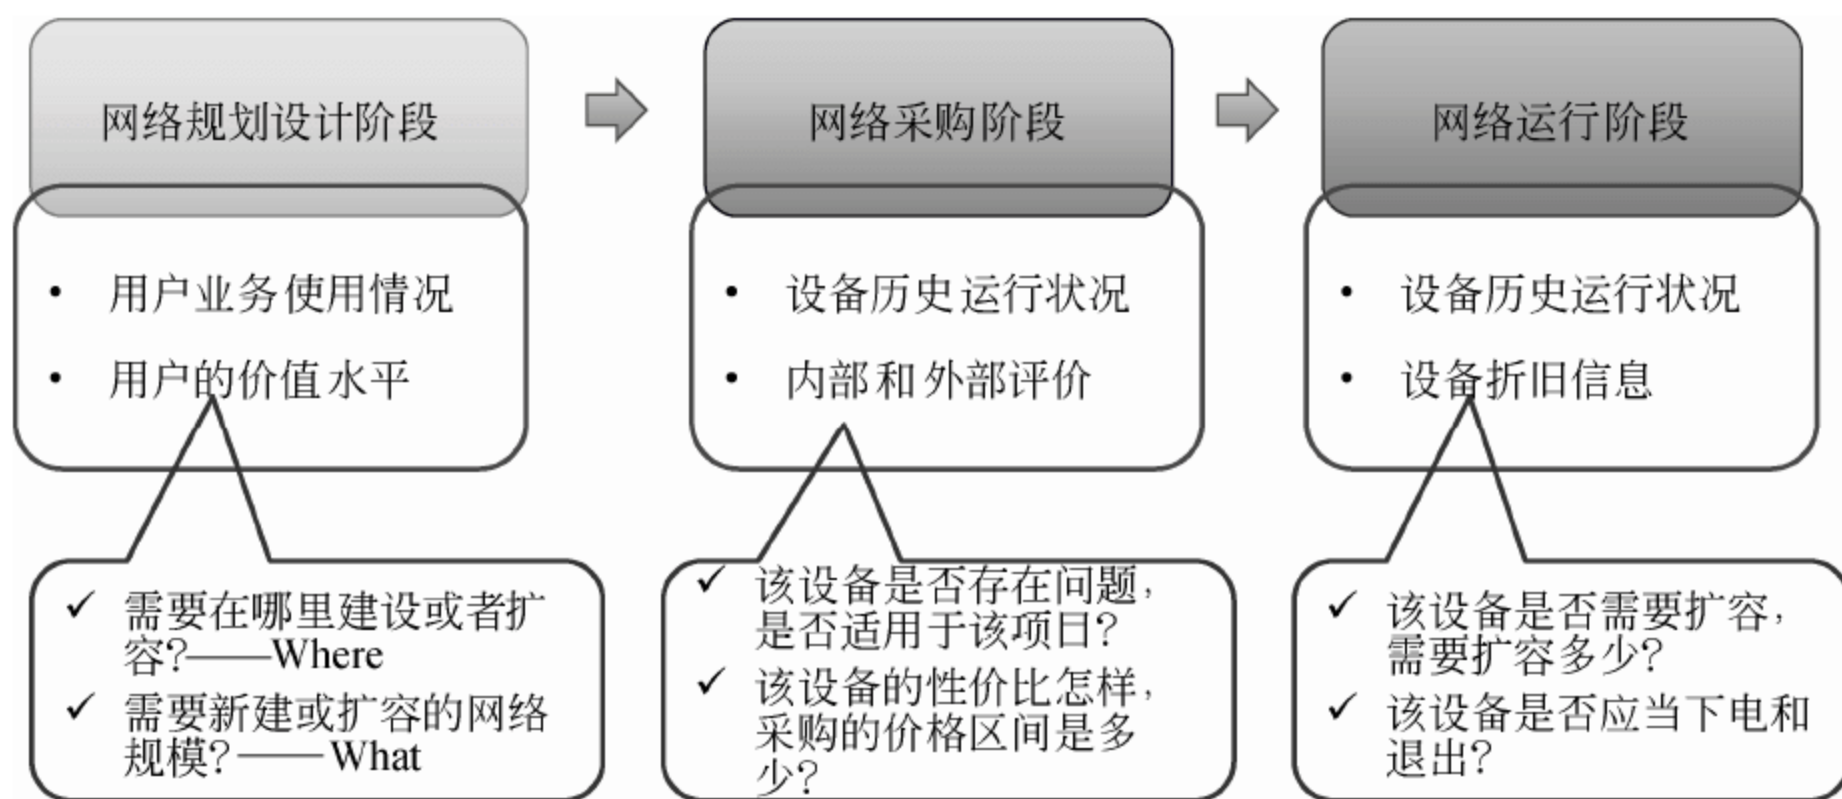 网络规划设计阶段
网络采购阶段
网络运行阶段
• 用户业务使用情况
• 用户的价值水平
• 设备历史运行状况
• 内部和外部评价
• 设备历史运行状况
• 设备折旧信息
✓ 需要在哪里建设或者扩
容?——Where
✓ 需要新建或扩容的网络
规模?——What
✓ 该设备是否存在问题,
是否适用于该项目?
✓ 该设备的性价比怎样,
采购的价格区间是多
少?
✓ 该设备是否需要扩容,
需要扩容多少?
✓ 该设备是否应当下电和
退出?